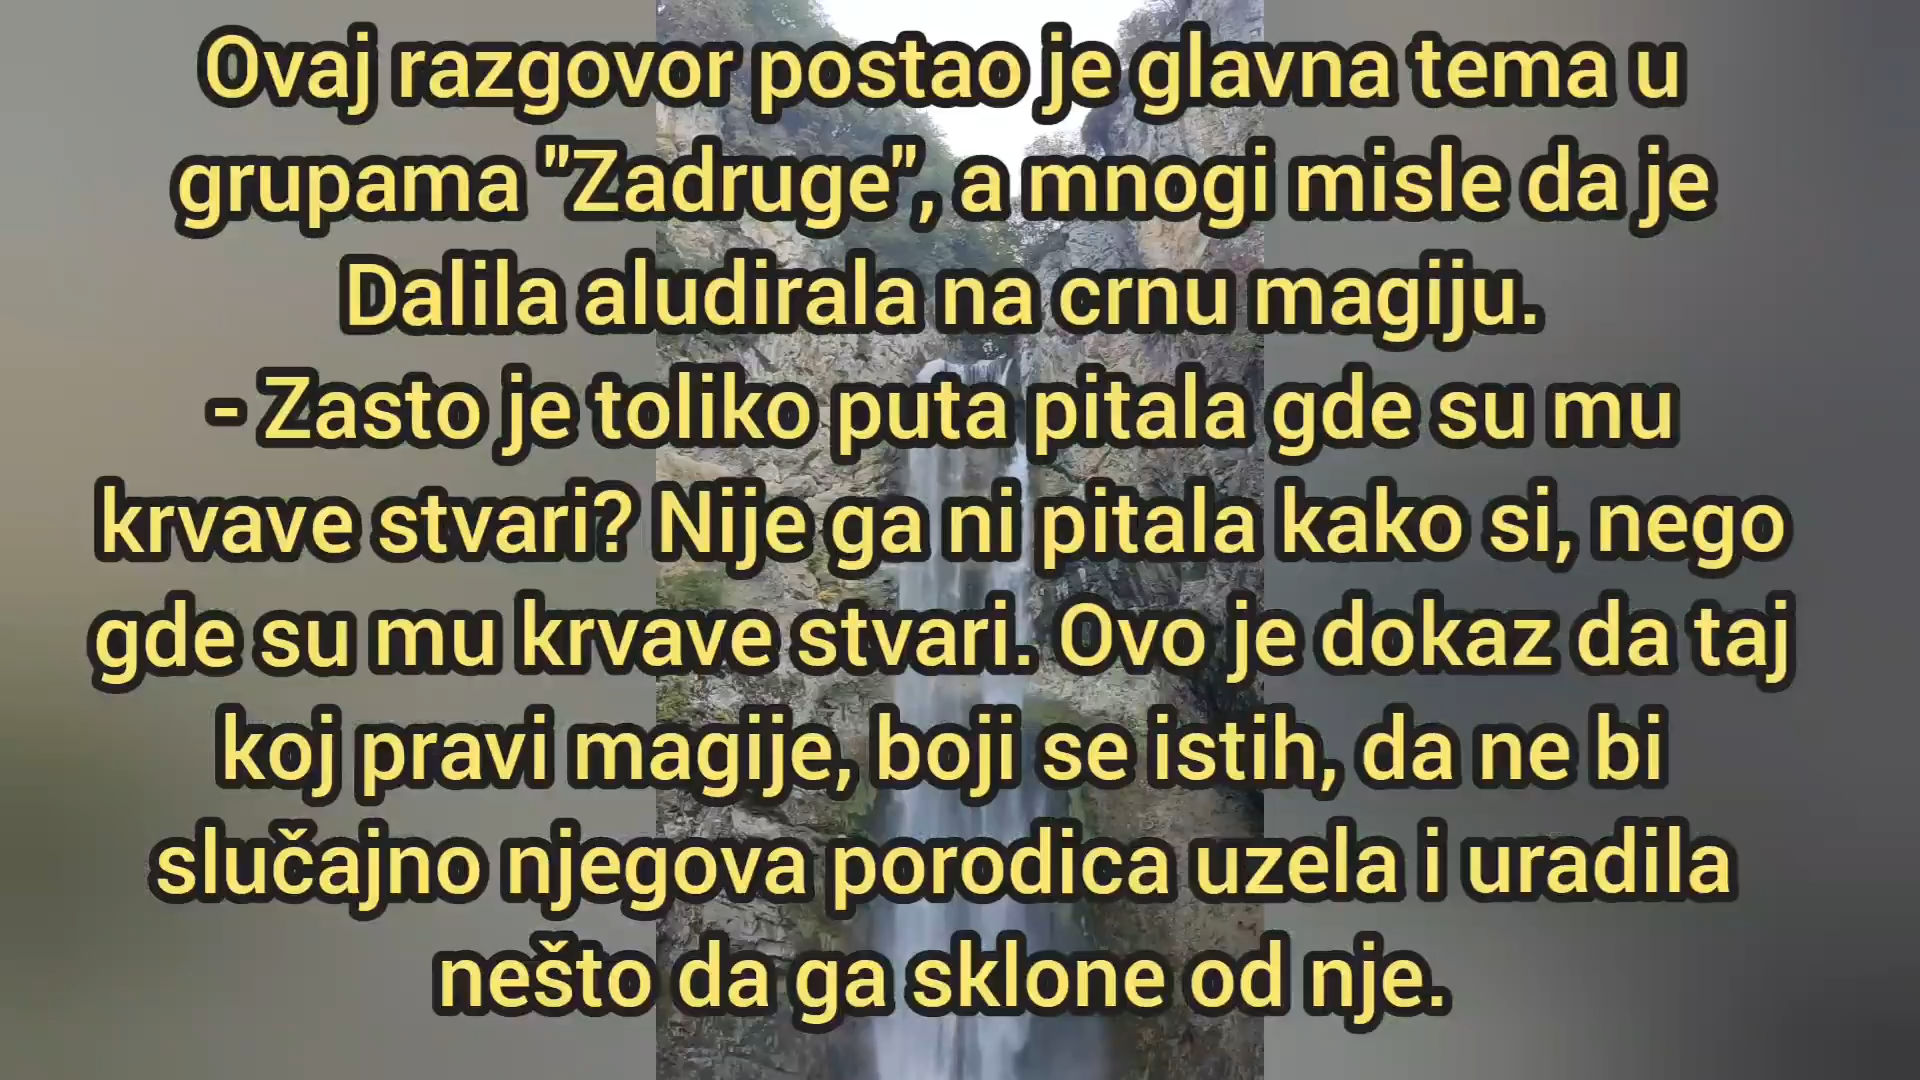 Ovaj razgovor postao je glavna tema u
grupama "Zadruge", a mnogi misle da je
Dalila aludirala na crnu magiju.
- Zasto je toliko puta pitala gde su mu
krvave stvari? Nije ga ni pitala kako si, nego
gde su mu krvave stvari. Ovo je dokaz da taj
koj pravi magije, boji se istih, da ne bi
slučajno njegova porodica uzela i uradila
nešto da ga sklone od nje.